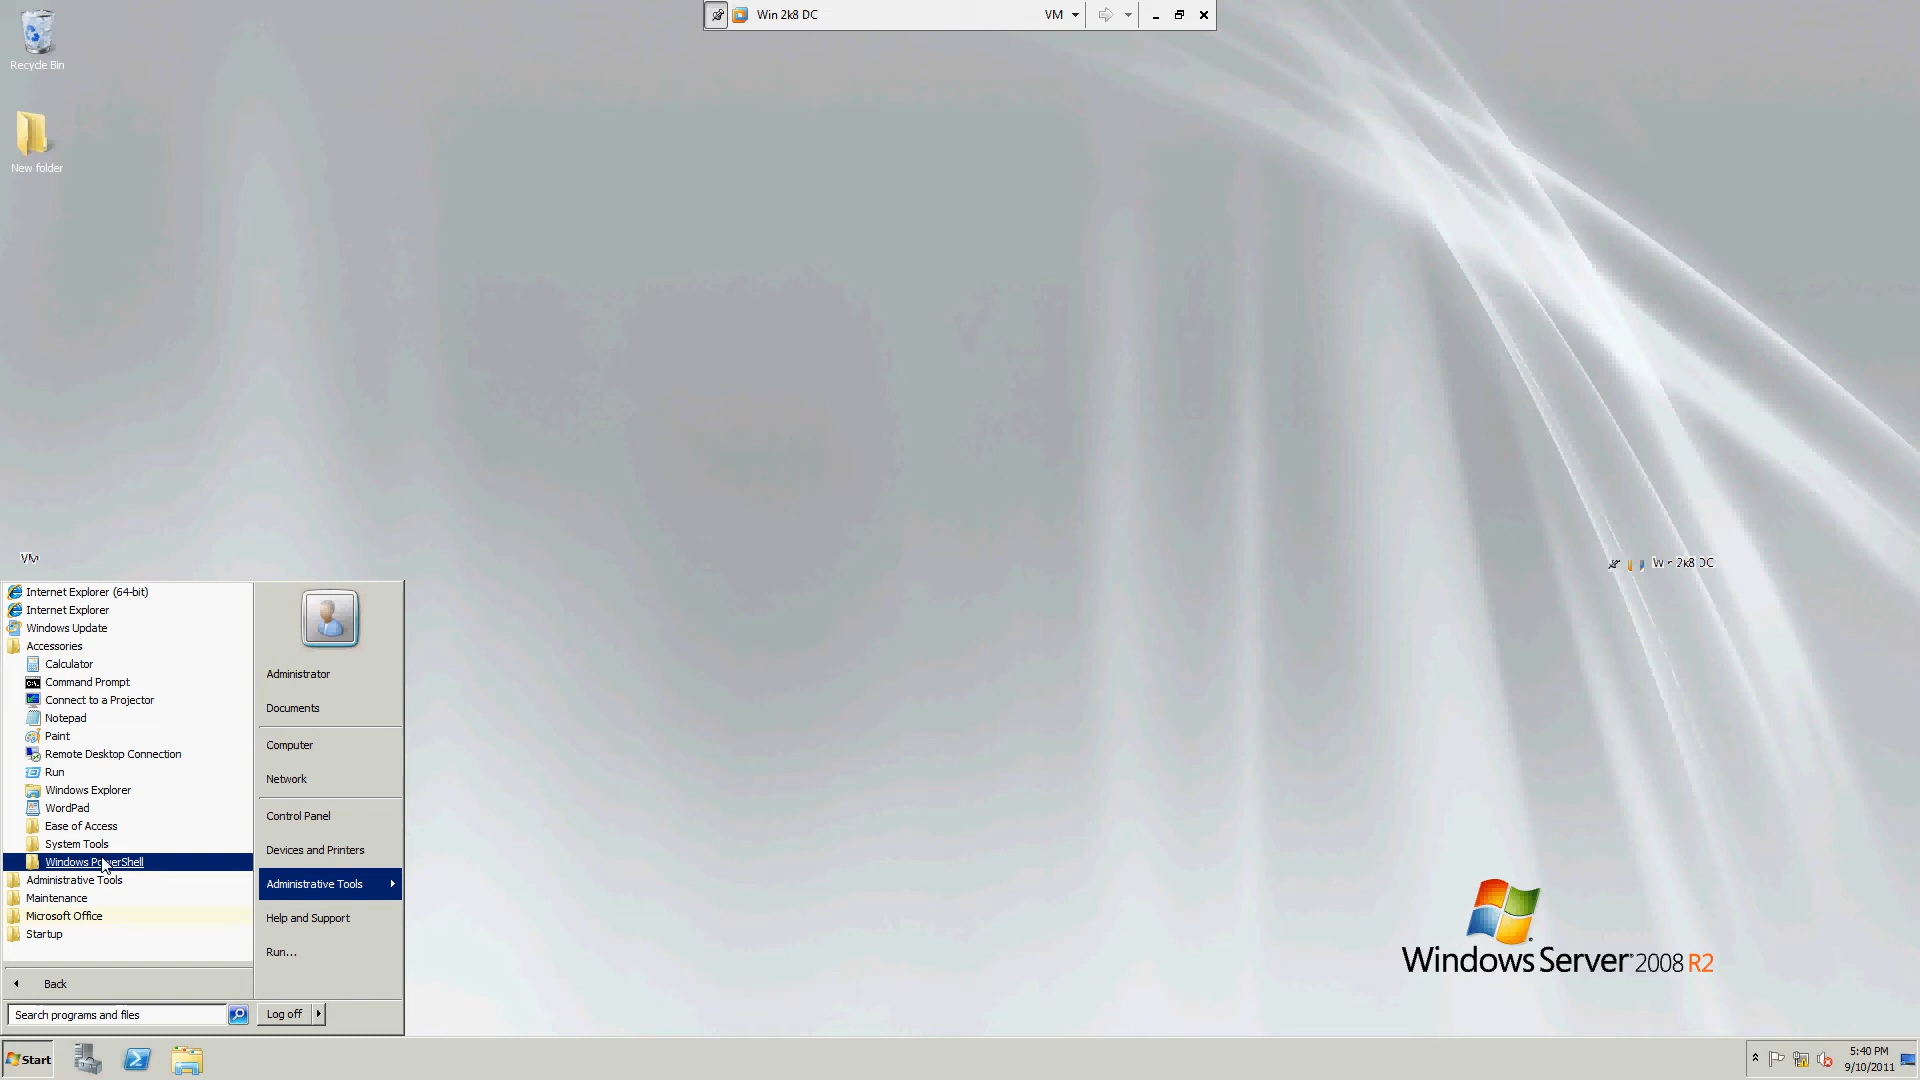 Win 2k8 DC
VM
Recycle Bin
New folder
VM
Internet Explorer (64-bit)
Internet Explorer
Windows Update
Accessories
Calculator
Command Prompt
Connect to a Projector
Notepad
Paint
Remote Desktop Connection
Run
Windows Explorer
WordPad
Ease of Access
System Tools
Windows PowerShell
Administrative Tools
Maintenance
Microsoft Office
Startup
Back
Search programs and files
Administrator
Documents
Computer
Network
Control Panel
Devices and Printers
Administrative Tools
Help and Support
Run...
Log off
2k8 DC
Windows Server 2008 R2
Start
5:40 PM
9/10/2011